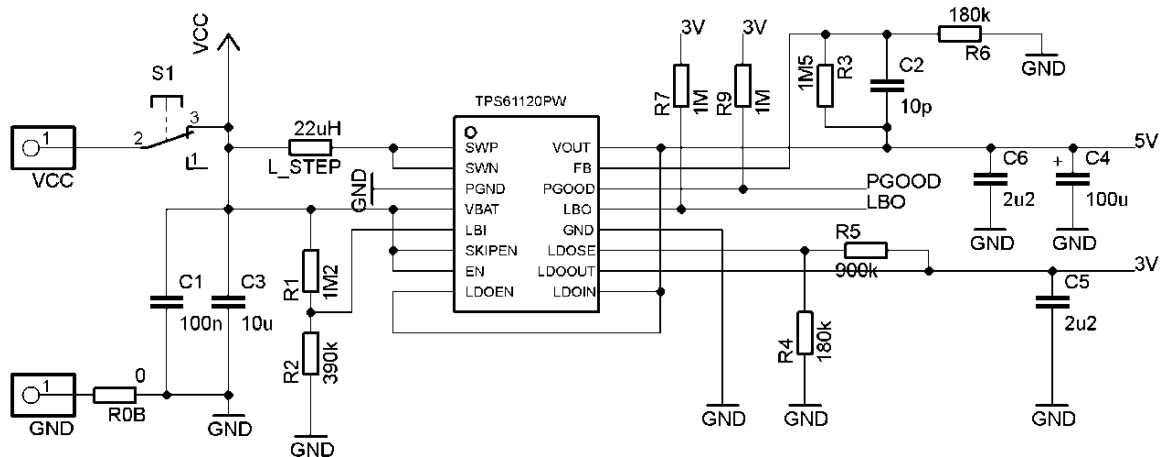 VCC
S1
2
3
1
1
VCC
22uH
L_STEP
GND
C1
100n
C3
10u
R1
1M2
R2
390k
1
GND
0
R0B
GND
GND
TPS61120PW
SWP
SWN
PGND
VBAT
LBI
SKIPEN
EN
LDOEN
VOUT
FB
PGOOD
LBO
GND
LDOSE
LDOOUT
LDOIN
3V
R7
1M
3V
R9
1M
1M5
R3
C2
10p
180k
R6
GND
5V
C6
2u2
GND
C4
+
100u
GND
PGOOD
LBO
R5
900k
3V
C5
2u2
GND
R4
180k
GND
GND